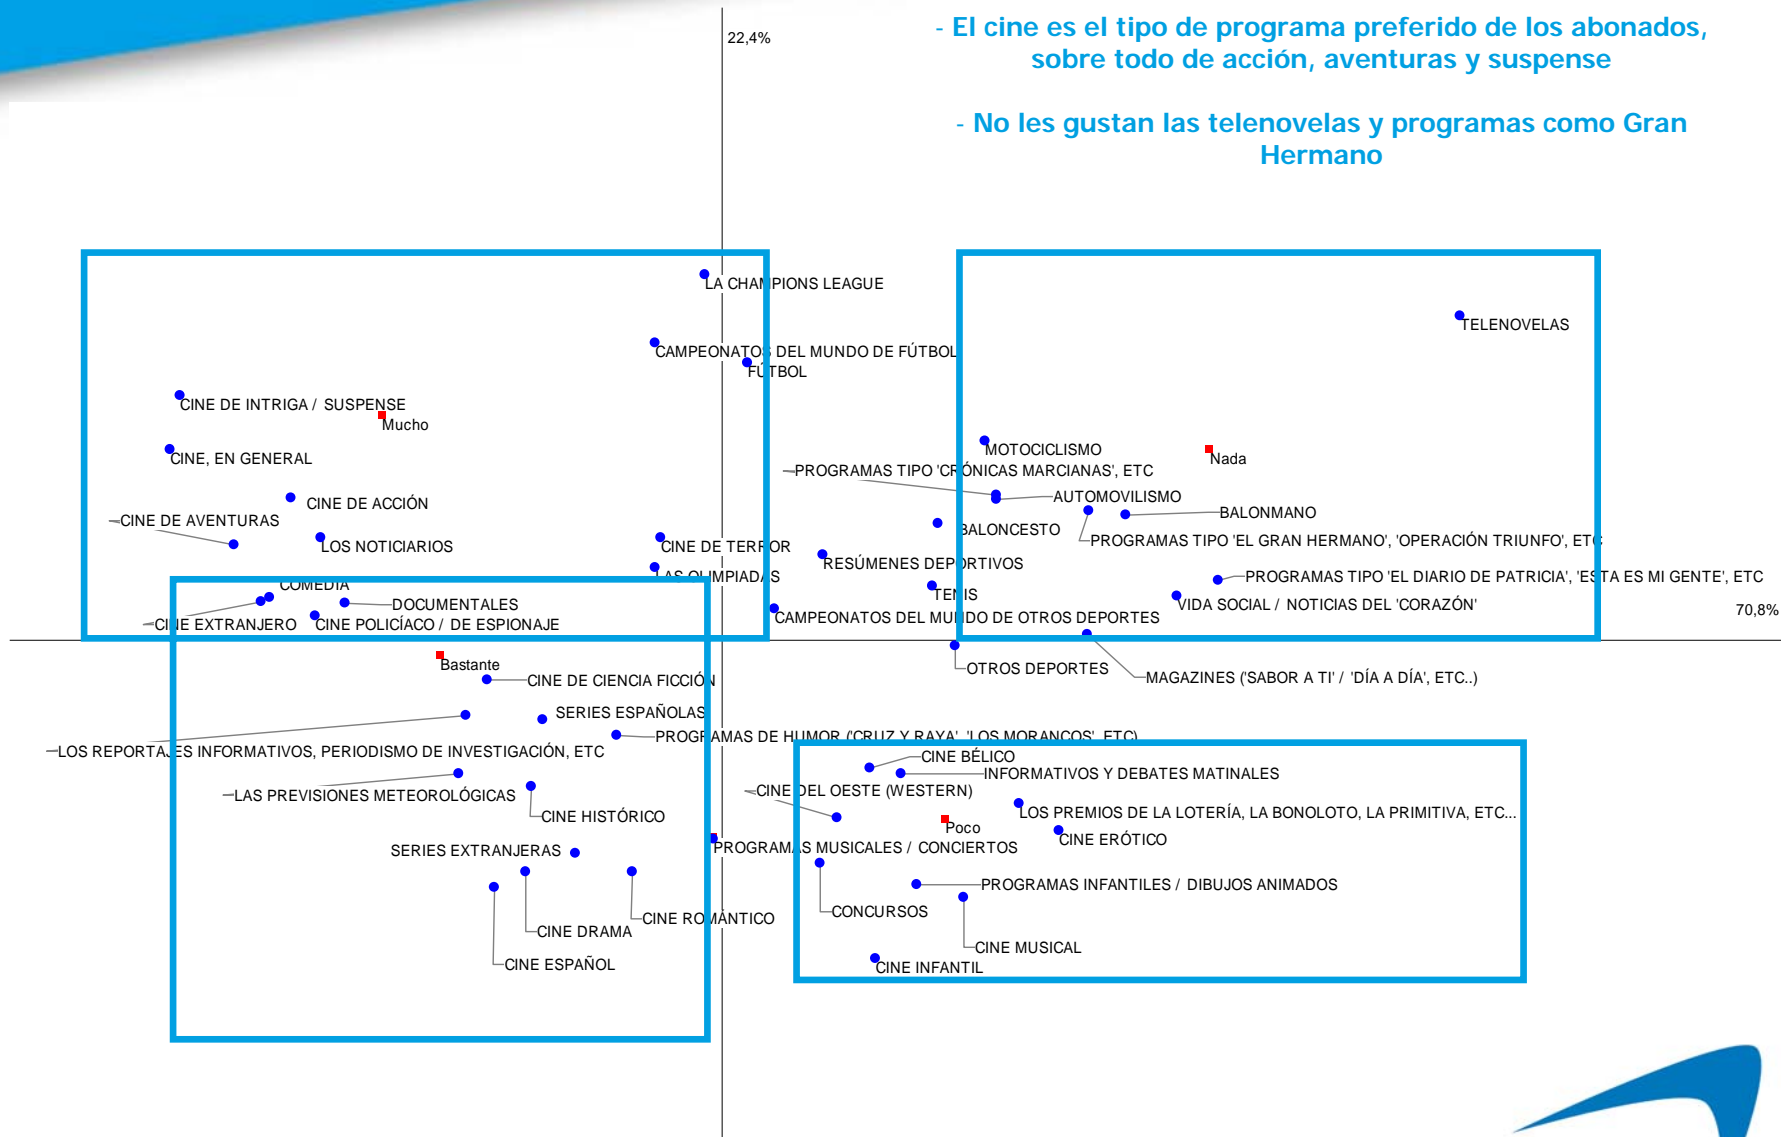 22,4%
- El cine es el tipo de programa preferido de los abonados,
sobre todo de acción, aventuras y suspense
- No les gustan las telenovelas y programas como Gran
Hermano
LA CHAMPIONS LEAGUE
TELENOVELAS
CAMPEONATOS DEL MUNDO DE FÚTBOL
FÚTBOL
CINE DE INTRIGA / SUSPENSE
Mucho
MOTOCICLISMO
Nada
CINE, EN GENERAL
PROGRAMAS TIPO 'CRÓNICAS MARCIANAS', ETC
CINE DE ACCIÓN
AUTOMOVILISMO
CINE DE AVENTURAS
BALONMANO
BALONCESTO
LOS NOTICIARIOS
CINE DE TERROR
PROGRAMAS TIPO 'EL GRAN HERMANO', 'OPERACIÓN TRIUNFO', ETC
RESÚMENES DEPORTIVOS
LAS OLIMPIADAS
PROGRAMAS TIPO 'EL DIARIO DE PATRICIA', 'ESTA ES MI GENTE', ETC
COMEDIA
TENIS
DOCUMENTALES
VIDA SOCIAL / NOTICIAS DEL 'CORAZÓN'
70,8%
CINE EXTRANJERO
CINE POLICÍACO / DE ESPIONAJE
CAMPEONATOS DEL MUNDO DE OTROS DEPORTES
Bastante
OTROS DEPORTES
CINE DE CIENCIA FICCIÓN
MAGAZINES ('SABOR A TI' / 'DÍA A DÍA', ETC..)
SERIES ESPAÑOLAS
PROGRAMAS DE HUMOR ('CRUZ Y RAYA', 'LOS MORANCOS', ETC)
LOS REPORTAJES INFORMATIVOS, PERIODISMO DE INVESTIGACIÓN, ETC
CINE BÉLICO
INFORMATIVOS Y DEBATES MATINALES
LAS PREVISIONES METEOROLÓGICAS
CINE DEL OESTE (WESTERN)
CINE HISTÓRICO
LOS PREMIOS DE LA LOTERÍA, LA BONOLOTO, LA PRIMITIVA, ETC...
Poco
CINE ERÓTICO
SERIES EXTRANJERAS
PROGRAMAS MUSICALES / CONCIERTOS
PROGRAMAS INFANTILES / DIBUJOS ANIMADOS
CINE ROMÁNTICO
CONCURSOS
CINE DRAMA
CINE MUSICAL
CINE ESPAÑOL
CINE INFANTIL